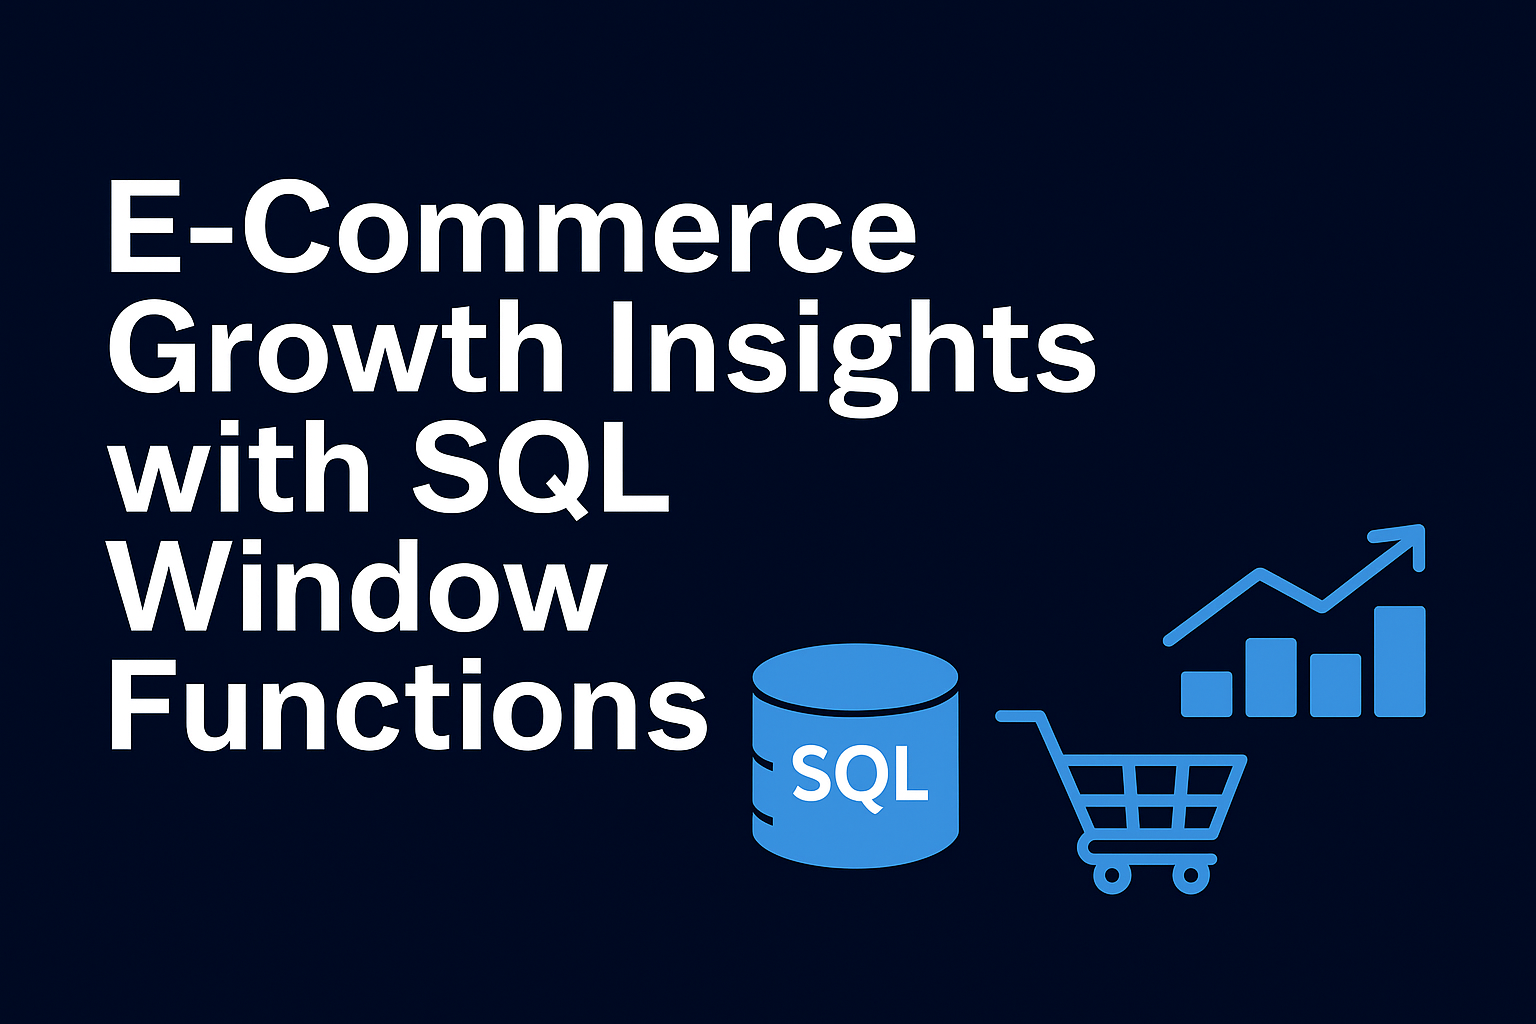 E-Commerce
Growth Insights
with SQL
Window
Functions
SQL